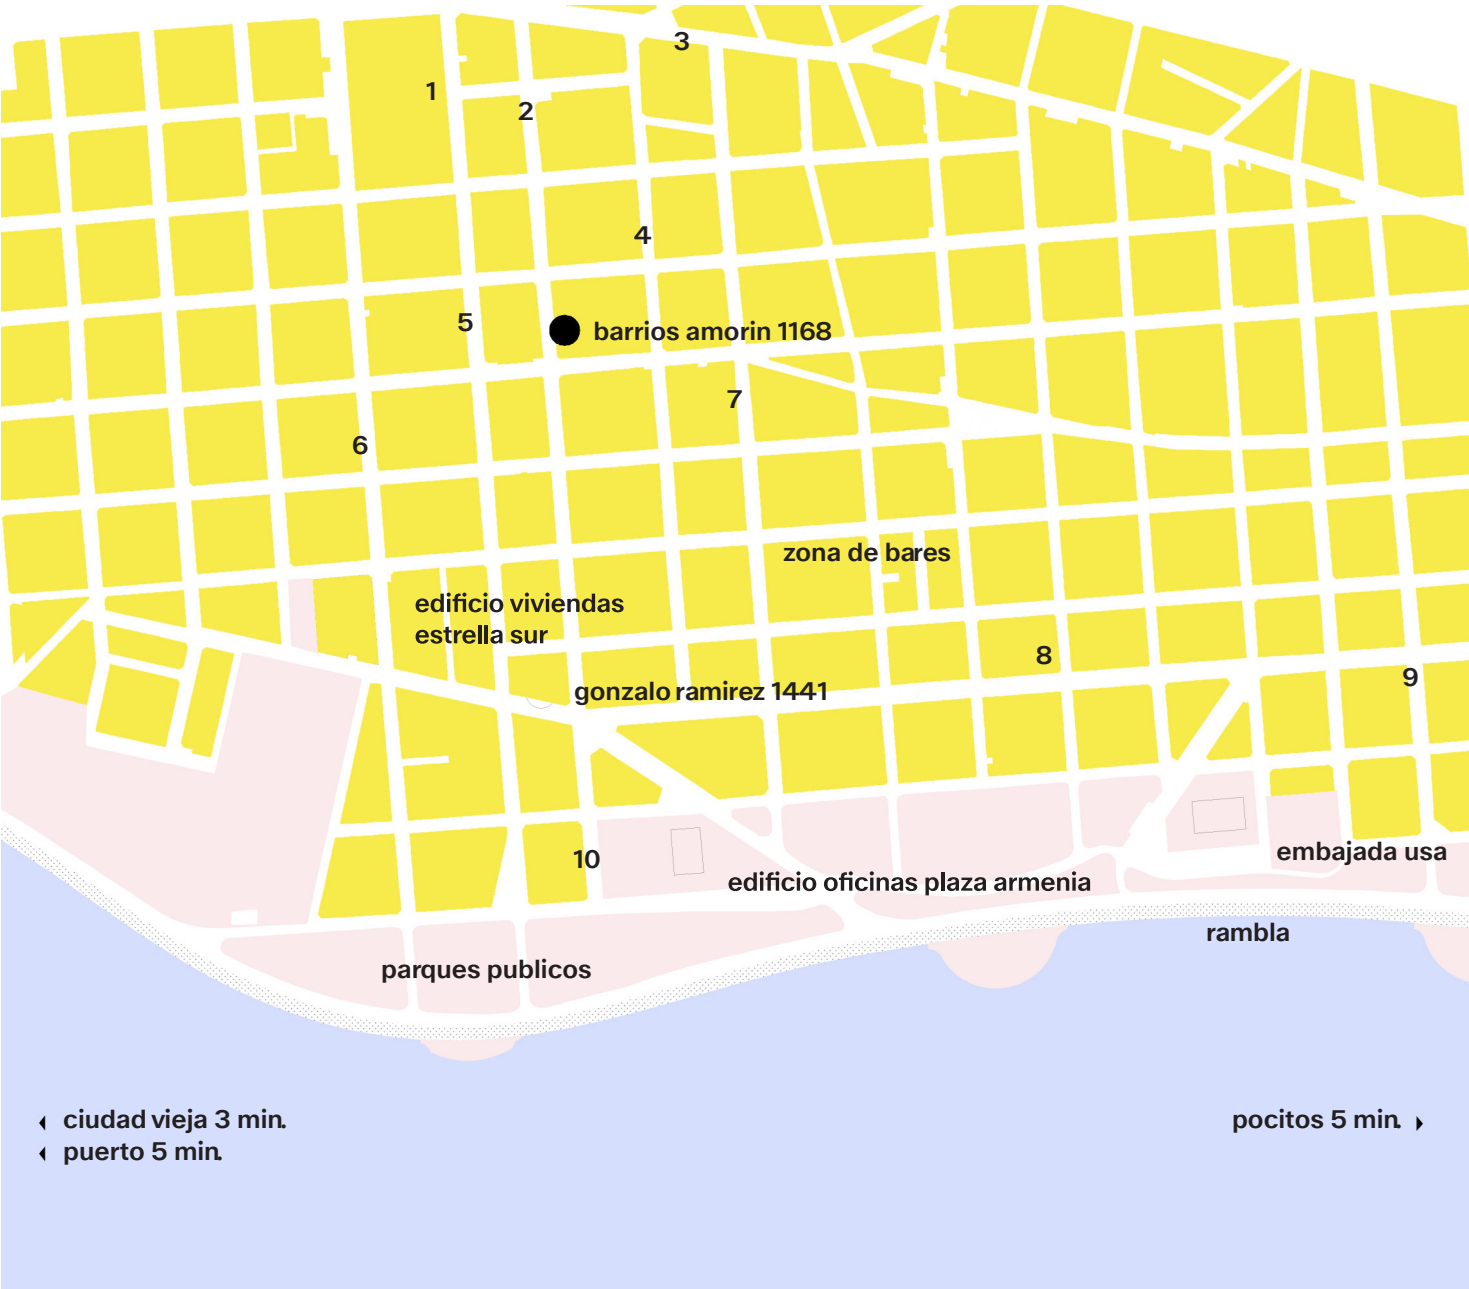 3
1
2
4
5
barrios amorin 1168
7
6
zona de bares
edificio viviendas
estrella sur
8
9
gonzalo ramirez 1441
10
embajada usa
edificio oficinas plaza armenia
rambla
parques publicos
ciudad vieja 3 min.
pocitos 5 min.
puerto 5 min.